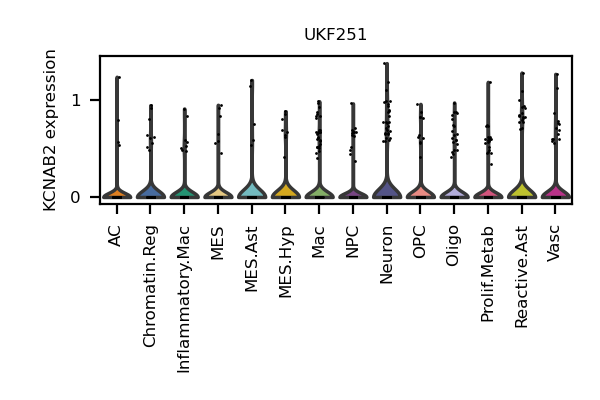 UKF251
KCNAB2 expression
1
0
AC
Chromatin.Reg
Inflammatory.Mac
MES
MES.Ast
MES.Hyp
Mac
NPC
Neuron
OPC
Oligo
Prolif.Metab
Reactive.Ast
Vasc